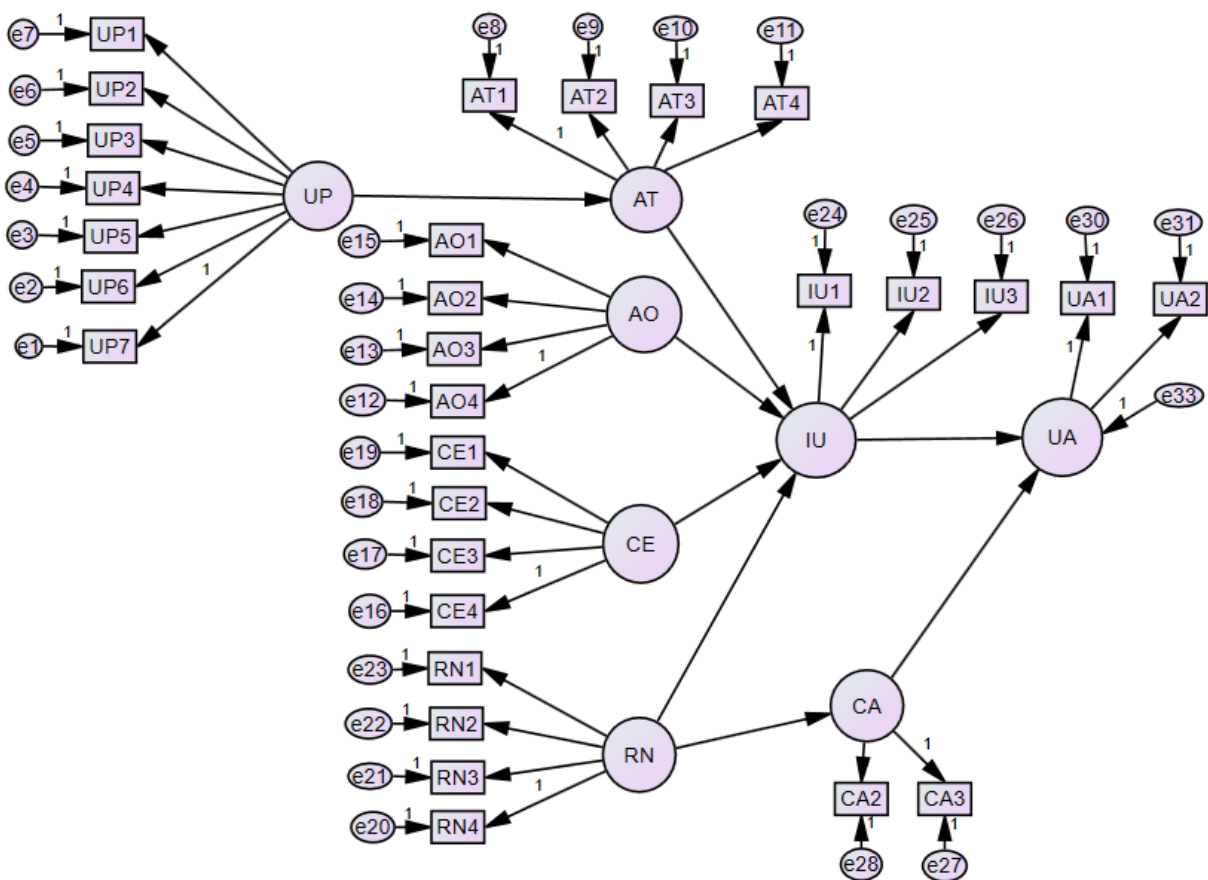 e7 1 UP1
e6 1 UP2
e5 1 UP3
e4 1 UP4
e3 1 UP5
e2 1 UP6
e1 1 UP7
1
UP
e8 e9 e10 e11
1 1 1 1
AT1 AT2 AT3 AT4
1
AT
e15 1 AO1
e14 1 AO2
e13 1 AO3
e12 1 AO4
1
AO
e19 1 CE1
e18 1 CE2
e17 1 CE3
e16 1 CE4
1
CE
e23 1 RN1
e22 1 RN2
e21 1 RN3
e20 1 RN4
1
RN
e24 e25 e26 e30 e31
1 1 1 1 1
IU1 IU2 IU3 UA1 UA2
1 1
e33
1
IU UA
CA
1
CA2 CA3
1 1
e28 e27